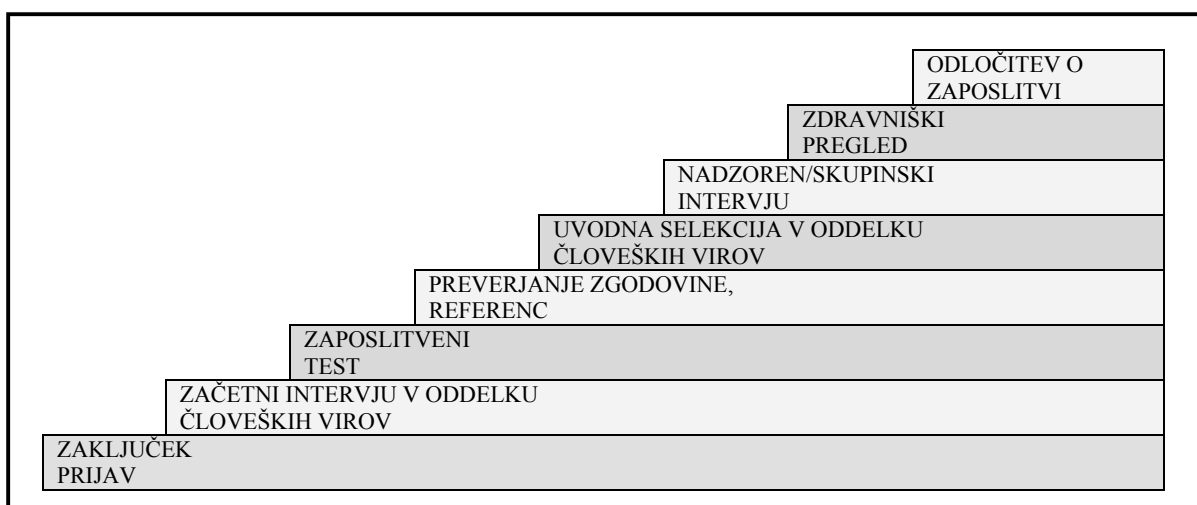 ODLOČITEV O
ZAPOSLITVI
ZDRAVNIŠKI
PREGLED
NADZOREN/SKUPINSKI
INTERVJU
UVODNA SELEKCIJA V ODDELKU
ČLOVEŠKIH VIROV
PREVERJANJE ZGODOVINE,
REFERENC
ZAPOSLITVENI
TEST
ZAČETNI INTERVJU V ODDELKU
ČLOVEŠKIH VIROV
ZAKLJUČEK
PRIJAV